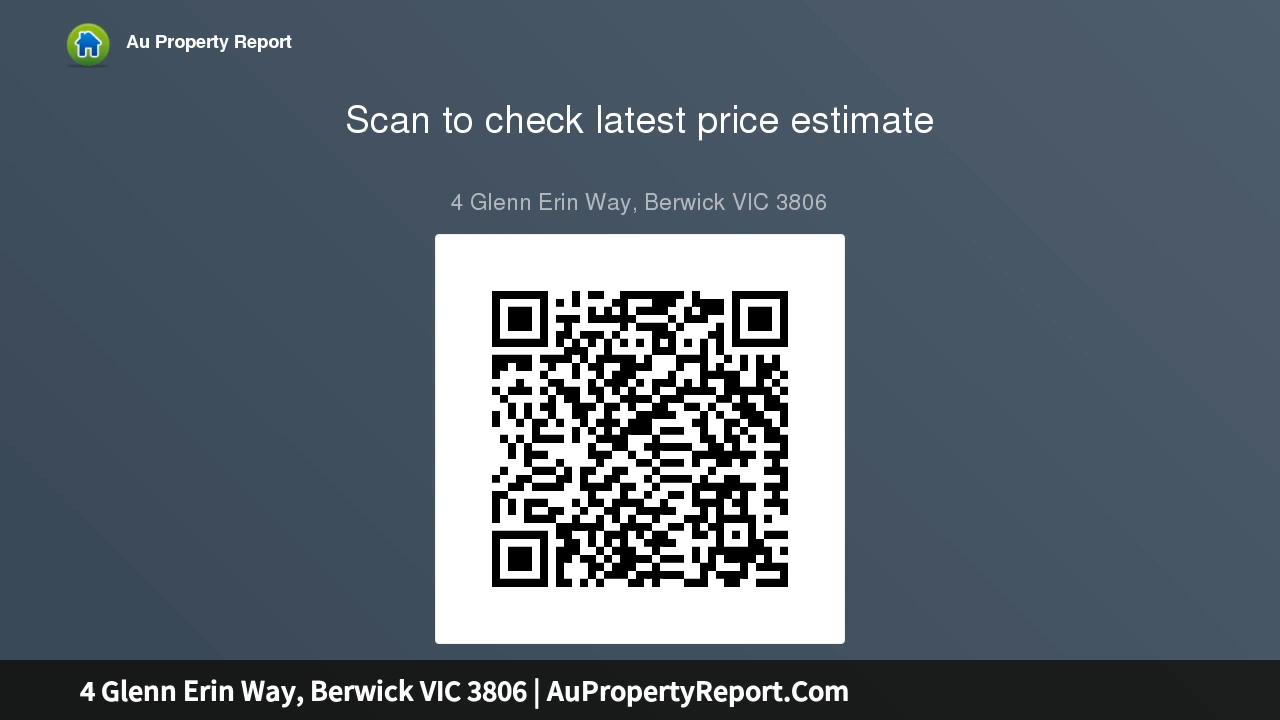 Au Property Report
Scan to check latest price estimate
4 Glenn Erin Way, Berwick VIC 3806
4 Glenn Erin Way, Berwick VIC 3806 | AuPropertyReport.Com